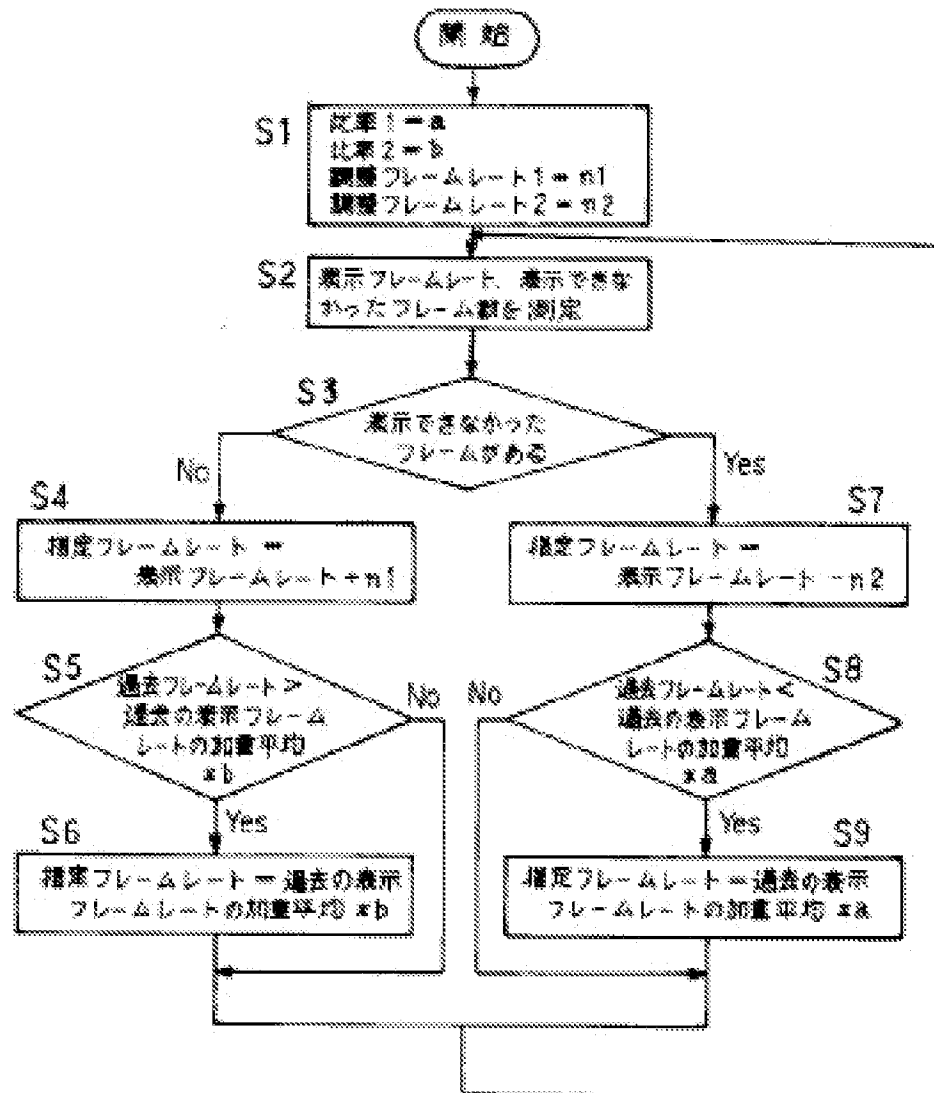 開始
S1
比率1=a
比率2=b
調整フレームレート1=n1
調整フレームレート2=n2
S2
表示フレームレート、表示できな
かったフレーム数を測定
S3
表示できなかった
フレームがある
No
Yes
S4
指定フレームレート =
表示フレームレート+n1
S7
指定フレームレート =
表示フレームレート-n2
S5
過去フレームレート>
過去の表示フレーム
レートの加重平均
×b
No
Yes
S8
過去フレームレート<
過去の表示フレーム
レートの加重平均
×a
No
Yes
S6
指定フレームレート=過去の表示
フレームレートの加重平均×b
S9
指定フレームレート=過去の表示
フレームレートの加重平均×a